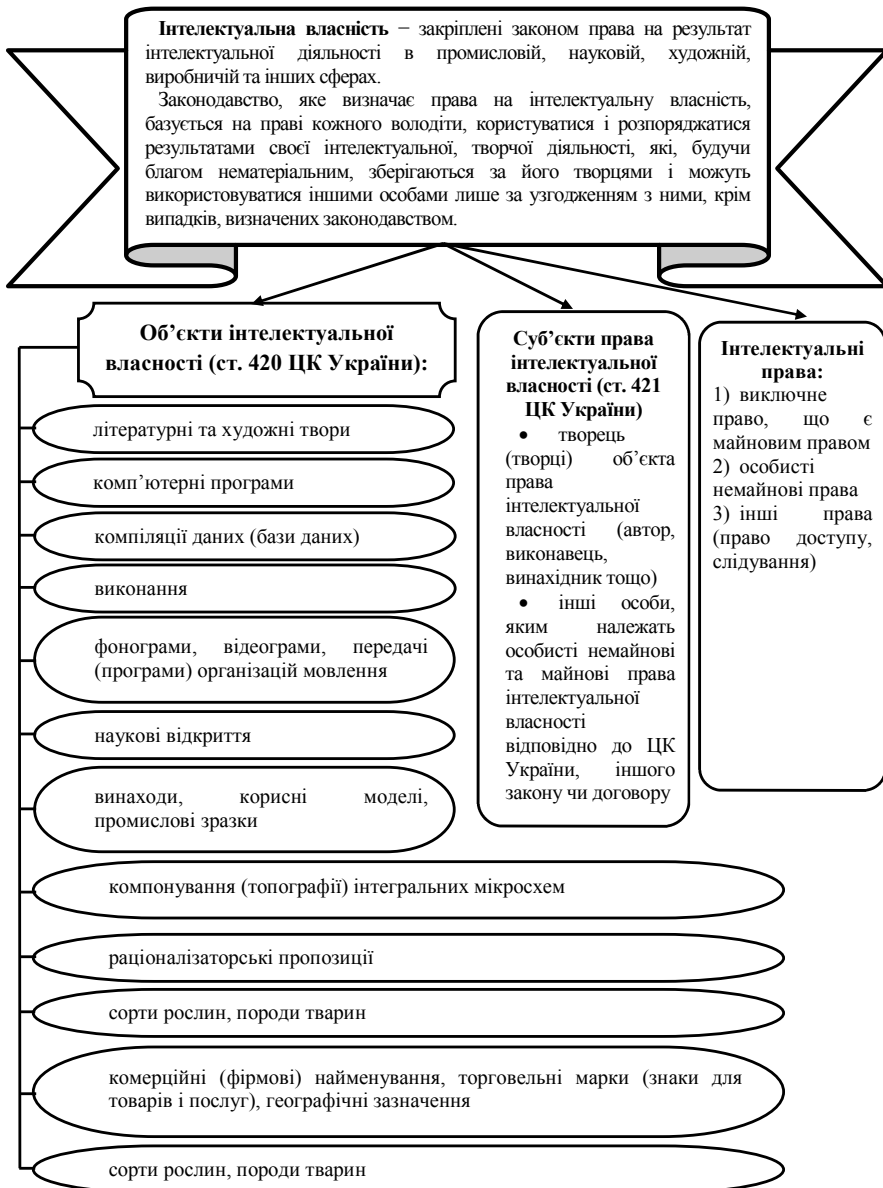 Інтелектуальна власність − закріплені законом права на результат
інтелектуальної діяльності в промисловій, науковій, художній,
виробничій та інших сферах.
Законодавство, яке визначає права на інтелектуальну власність,
базується на праві кожного володіти, користуватися і розпоряджатися
результатами своєї інтелектуальної, творчої діяльності, які, будучи
благом нематеріальним, зберігаються за його творцями і можуть
використовуватися іншими особами лише за узгодженням з ними, крім
випадків, визначених законодавством.
Об’єкти інтелектуальної
власності (ст. 420 ЦК України):
літературні та художні твори
комп’ютерні програми
компіляції даних (бази даних)
виконання
фонограми, відеограми, передачі
(програми) організацій мовлення
наукові відкриття
винаходи, корисні моделі,
промислові зразки
компонування (топографії) інтегральних мікросхем
раціоналізаторські пропозиції
сорти рослин, породи тварин
комерційні (фірмові) найменування, торговельні марки (знаки для
товарів і послуг), географічні зазначення
сорти рослин, породи тварин
Суб’єкти права
інтелектуальної
власності (ст. 421
ЦК України)
• творець
(творці) об’єкта
права
інтелектуальної
власності (автор,
виконавець,
винахідник тощо)
• інші особи,
яким належать
особисті немайнові
та майнові права
інтелектуальної
власності
відповідно до ЦК
України, іншого
закону чи договору
Інтелектуальні
права:
1) виключне
право, що є
майновим правом
2) особисті
немайнові права
3) інші права
(право доступу,
слідування)